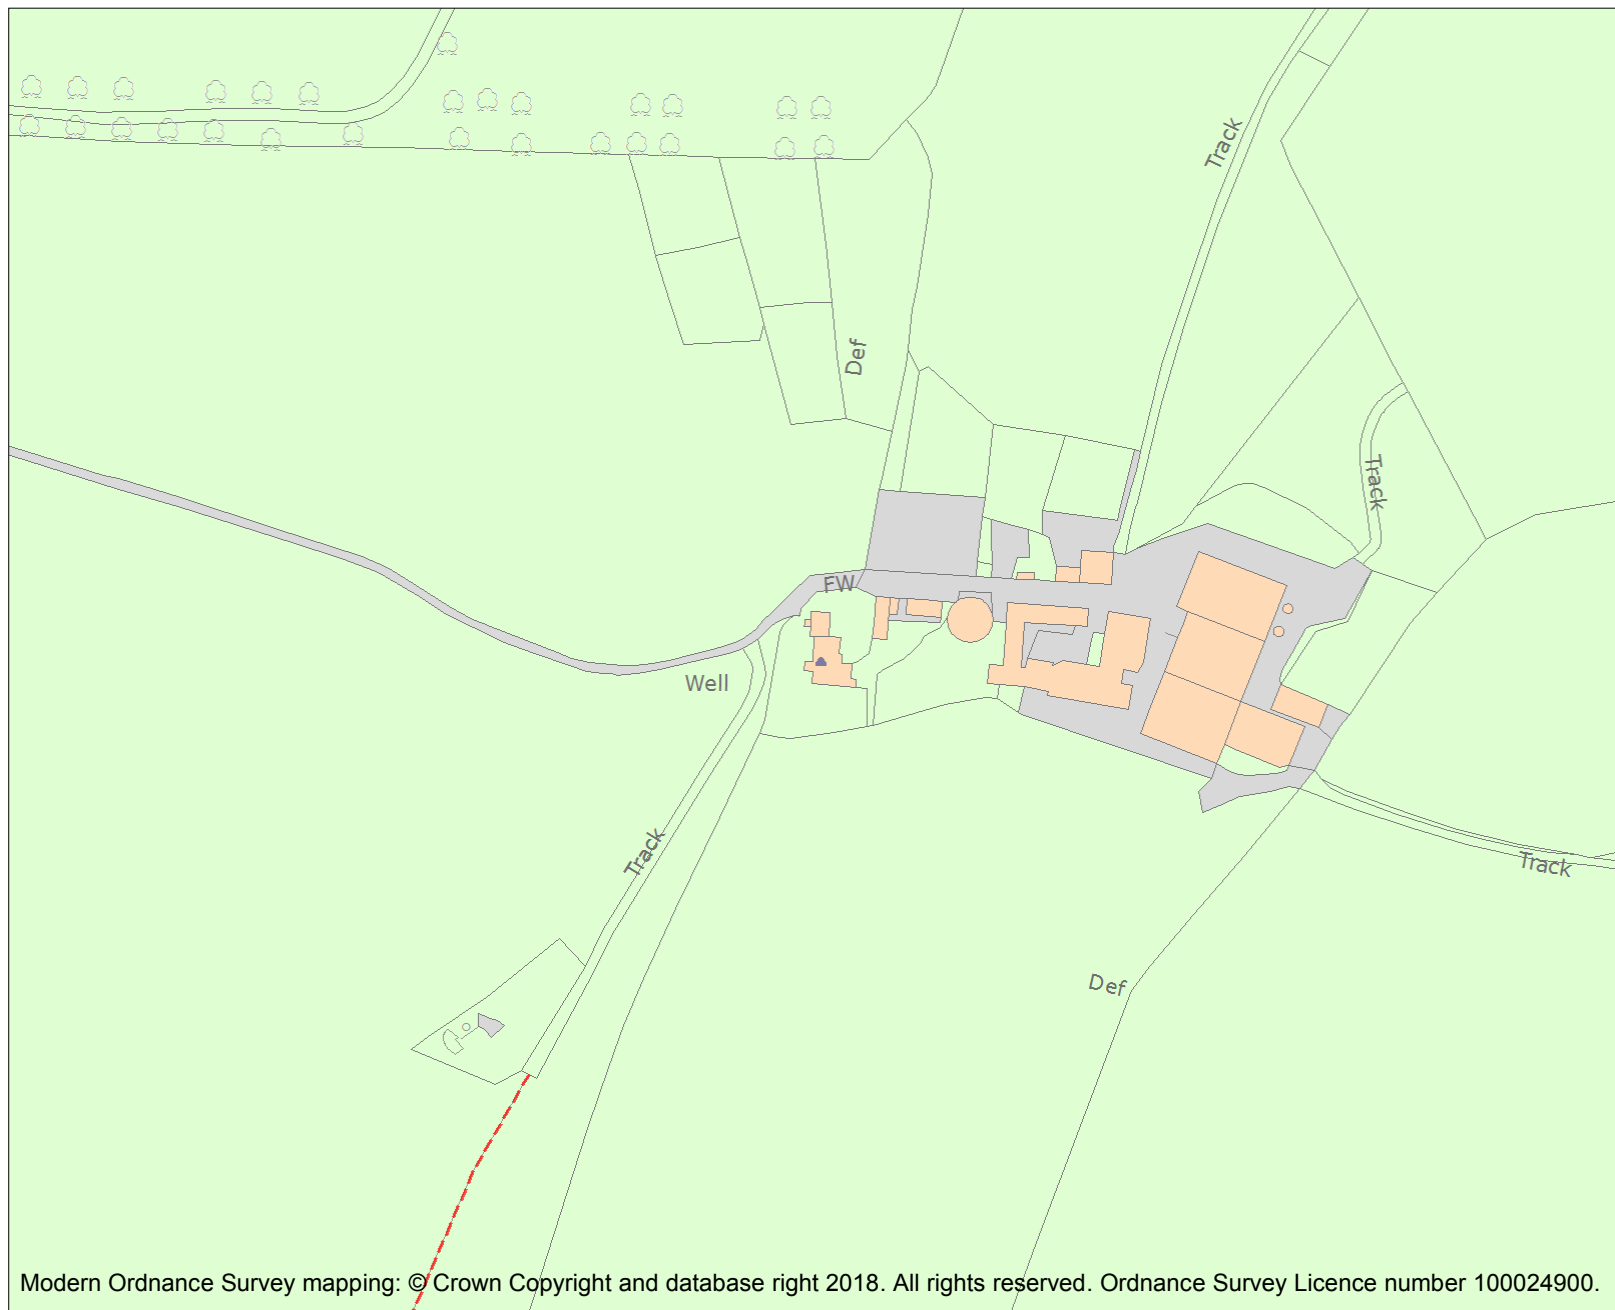 Track
Def
Track
FW
Well
Track
Track
Def
Modern Ordnance Survey mapping: © Crown Copyright and database right 2018. All rights reserved. Ordnance Survey Licence number 100024900.